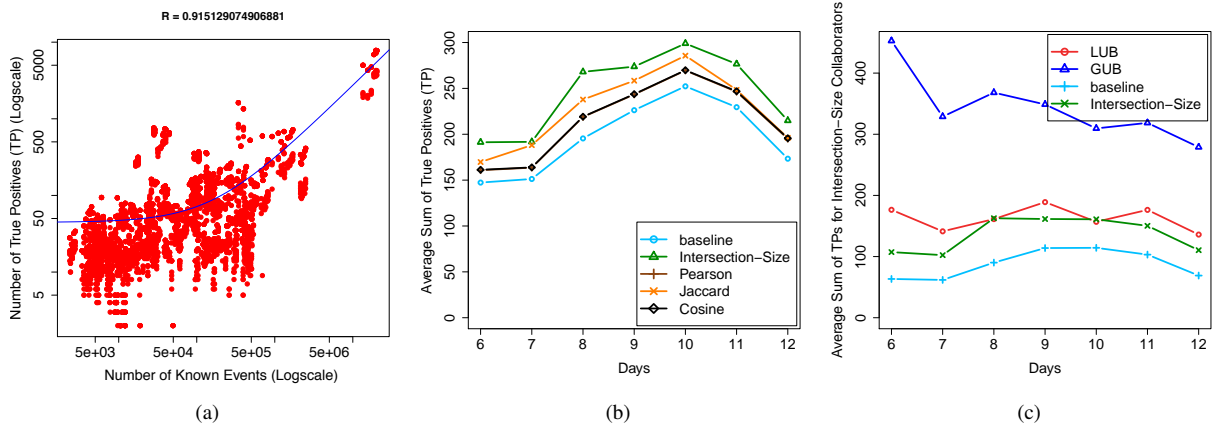 R = 0.915129074906881
Number of True Positives (TP) (Logscale)
5000
500
50
5
5e+03 5e+04 5e+05 5e+06
Number of Known Events (Logscale)
(a)
Average Sum of True Positives (TP)
300
250
200
150
100
50
0
baseline
Intersection-Size
Pearson
Jaccard
Cosine
6 7 8 9 10 11 12
Days
(b)
Average Sum of TPs for Intersection-Size Collaborators
400
300
200
100
0
LUB
GUB
baseline
Intersection-Size
6 7 8 9 10 11 12
Days
(c)